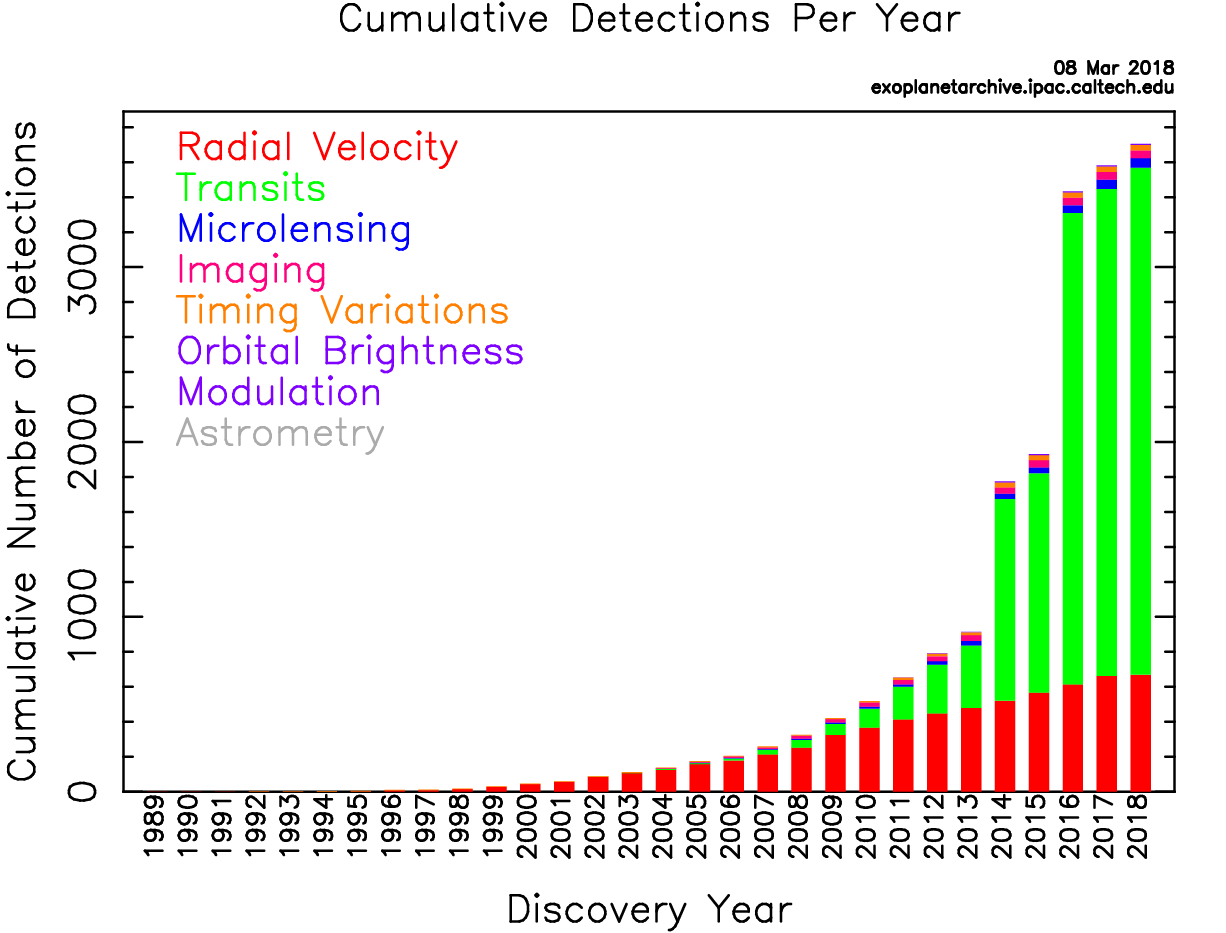 Cumulative Detections Per Year
08 Mar 2018
exoplanetarchive.ipac.caltech.edu
Radial Velocity
Transits
Microlensing
Imaging
Timing Variations
Orbital Brightness
Modulation
Astrometry
Cumulative Number of Detections
3000
2000
1000
0
1989 1990 1991 1992 1993 1994 1995 1996 1997 1998 1999 2000 2001 2002 2003 2004 2005 2006 2007 2008 2009 2010 2011 2012 2013 2014 2015 2016 2017 2018
Discovery Year